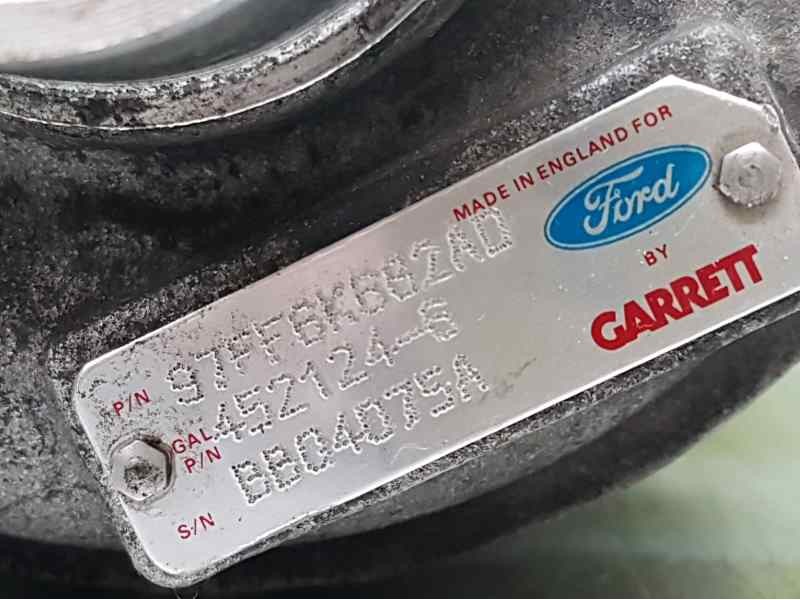 MADE IN ENGLAND FOR
Ford
BY
GARRETT
P/N 97FF6K682AD
GAL P/N 452124-6
S/N BB04075A